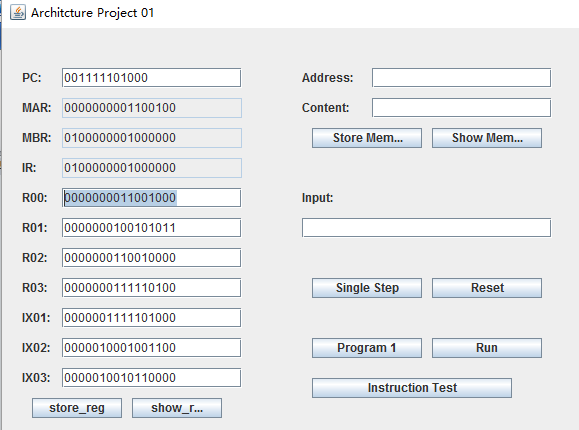 Architcture Project 01
PC: 001111101000 Address:
MAR: 0000000001100100 Content:
MBR: 0100000001000000 Store Mem... Show Mem...
IR: 0100000001000000
R00: 0000000011001000 Input:
R01: 0000000100101011
R02: 0000000110010000
R03: 0000000111110100 Single Step Reset
IX01: 0000001111101000
IX02: 0000010001001100 Program 1 Run
IX03: 0000010010110000 Instruction Test
store_reg show_r...